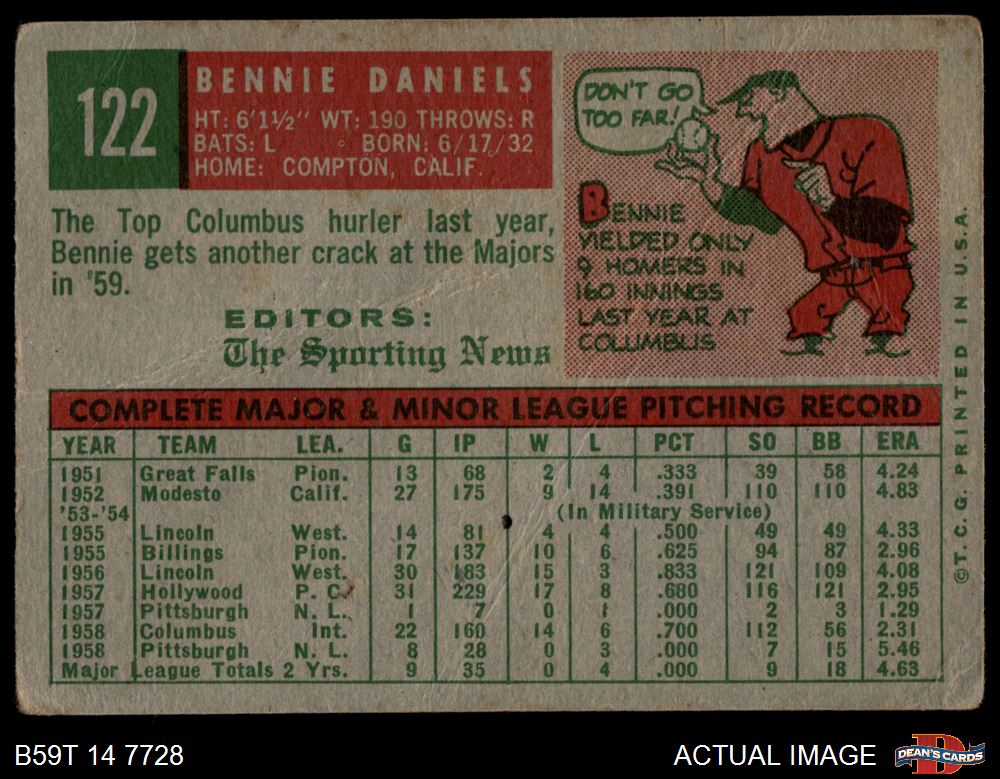 122
BENNIE DANIELS
HT: 6'1½" WT: 190 THROWS: R
BATS: L BORN: 6/17/32
HOME: COMPTON, CALIF.
The Top Columbus hurler last year,
Bennie gets another crack at the Majors
in '59.
EDITORS:
The Sporting News
DON'T GO
TOO FAR!
BENNIE
YIELDED ONLY
9 HOMERS IN
160 INNINGS
LAST YEAR AT
COLUMBUS
COMPLETE MAJOR & MINOR LEAGUE PITCHING RECORD
YEAR TEAM LEA. G IP W L PCT SO BB ERA
1951 Great Falls Pion. 13 68 2 4 .333 39 58 4.24
1952 Modesto Calif. 27 175 9 14 .391 110 110 4.83
'53-'54 (In Military Service)
1955 Lincoln West. 14 81 4 4 .500 49 49 4.33
1955 Billings Pion. 17 137 10 6 .625 94 87 2.96
1956 Lincoln West. 30 183 15 3 .833 121 109 4.08
1957 Hollywood P. C. 31 229 17 8 .680 116 121 2.95
1957 Pittsburgh N. L. 1 7 0 1 .000 2 3 1.29
1958 Columbus Int. 22 160 14 6 .700 112 56 2.31
1958 Pittsburgh N. L. 8 28 0 3 .000 7 15 5.46
Major League Totals 2 Yrs. 9 35 0 4 .000 9 18 4.63
©T. C. G. PRINTED IN U.S.A.
B59T 14 7728
ACTUAL IMAGE
DEAN'S CARDS